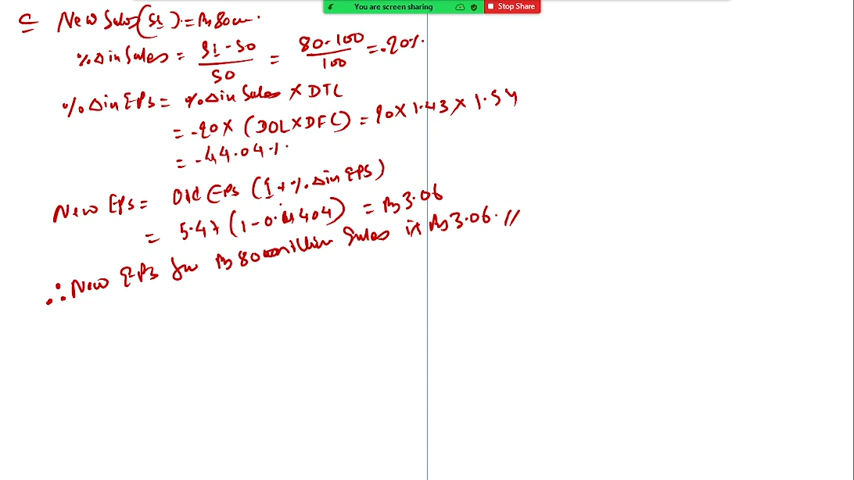 You are screen sharing
Stop Share
c New Sales (S1) = Rs 80m.
%Δ in Sales = S1 - S0 / S0 = 80 - 100 / 100 = -20%.
%Δ in EPS = %Δ in Sales × DTL
= -20 × (DOL × DFL) = 20 × 1.43 × 1.54
= -44.04%.
New EPS = Old EPS (1 + %Δ in EPS)
= 5.47 (1 - 0.4404) = Rs 3.06
∴ New EPS for Rs 80 million Sales is Rs 3.06. //